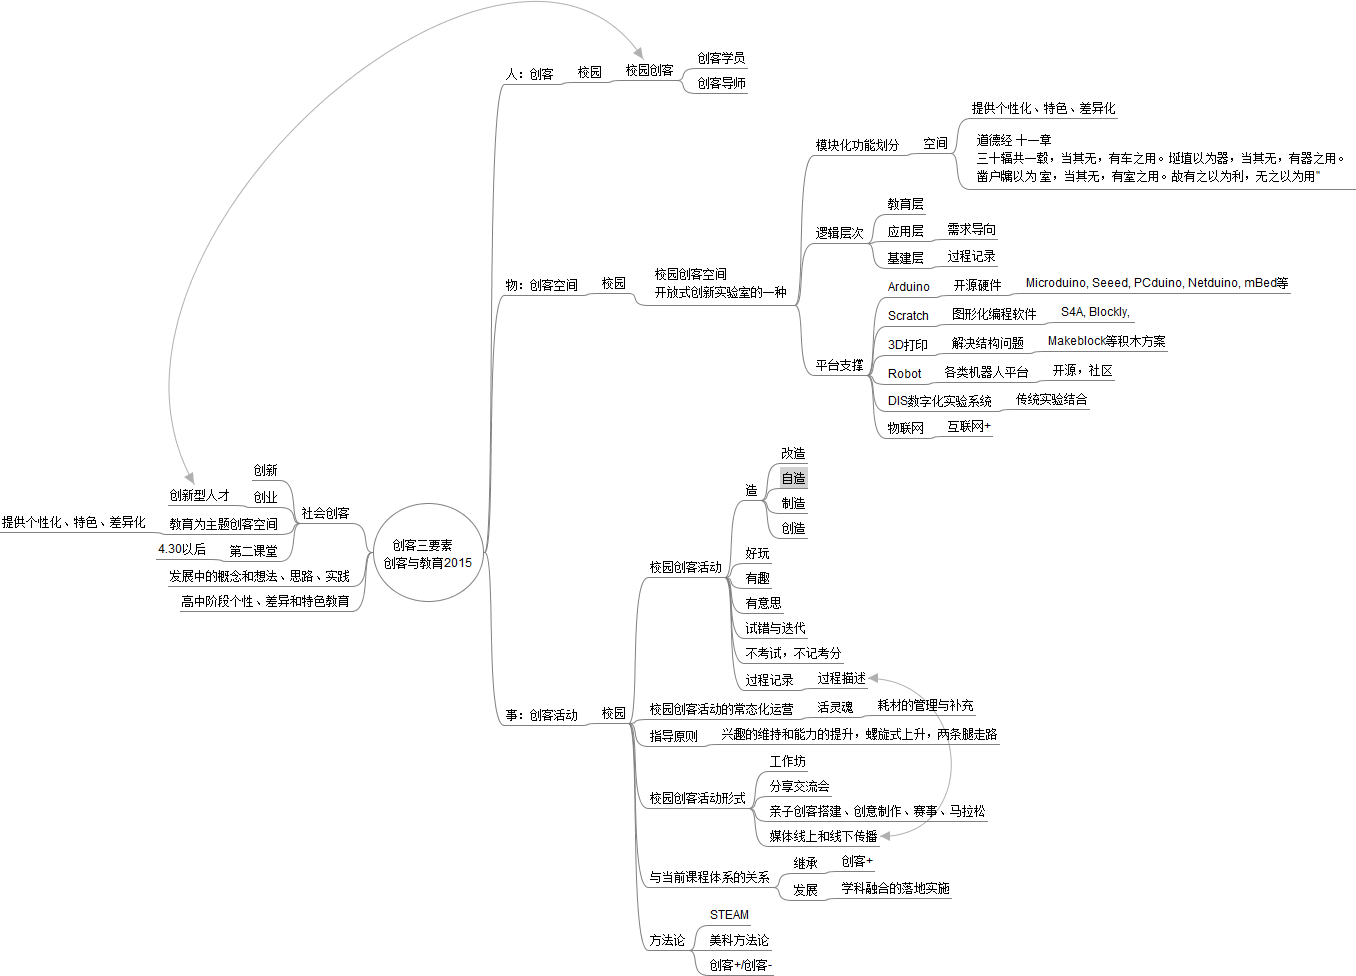 创客三要素
创客与教育2015
人：创客
校园
校园创客
创客学员
创客导师
物：创客空间
校园
校园创客空间
开放式创新实验室的一种
模块化功能划分
空间
提供个性化、特色、差异化
道德经 十一章
三十辐共一毂，当其无，有车之用。埏埴以为器，当其无，有器之用。
凿户牖以为 室，当其无，有室之用。故有之以为利，无之以为用"
逻辑层次
教育层
应用层
需求导向
基建层
过程记录
平台支撑
Arduino
开源硬件
Microduino, Seeed, PCduino, Netduino, mBed等
Scratch
图形化编程软件
S4A, Blockly,
3D打印
解决结构问题
Makeblock等积木方案
Robot
各类机器人平台
开源，社区
DIS数字化实验系统
传统实验结合
物联网
互联网+
事：创客活动
校园
校园创客活动
造
改造
自造
制造
创造
好玩
有趣
有意思
试错与迭代
不考试，不记考分
过程记录
过程描述
校园创客活动的常态化运营
活灵魂
耗材的管理与补充
指导原则
兴趣的维持和能力的提升，螺旋式上升，两条腿走路
校园创客活动形式
工作坊
分享交流会
亲子创客搭建、创意制作、赛事、马拉松
媒体线上和线下传播
与当前课程体系的关系
继承
创客+
发展
学科融合的落地实施
方法论
STEAM
美科方法论
创客+/创客-
社会创客
创新
创业
创新型人才
教育为主题创客空间
提供个性化、特色、差异化
第二课堂
4.30以后
发展中的概念和想法、思路、实践
高中阶段个性、差异和特色教育